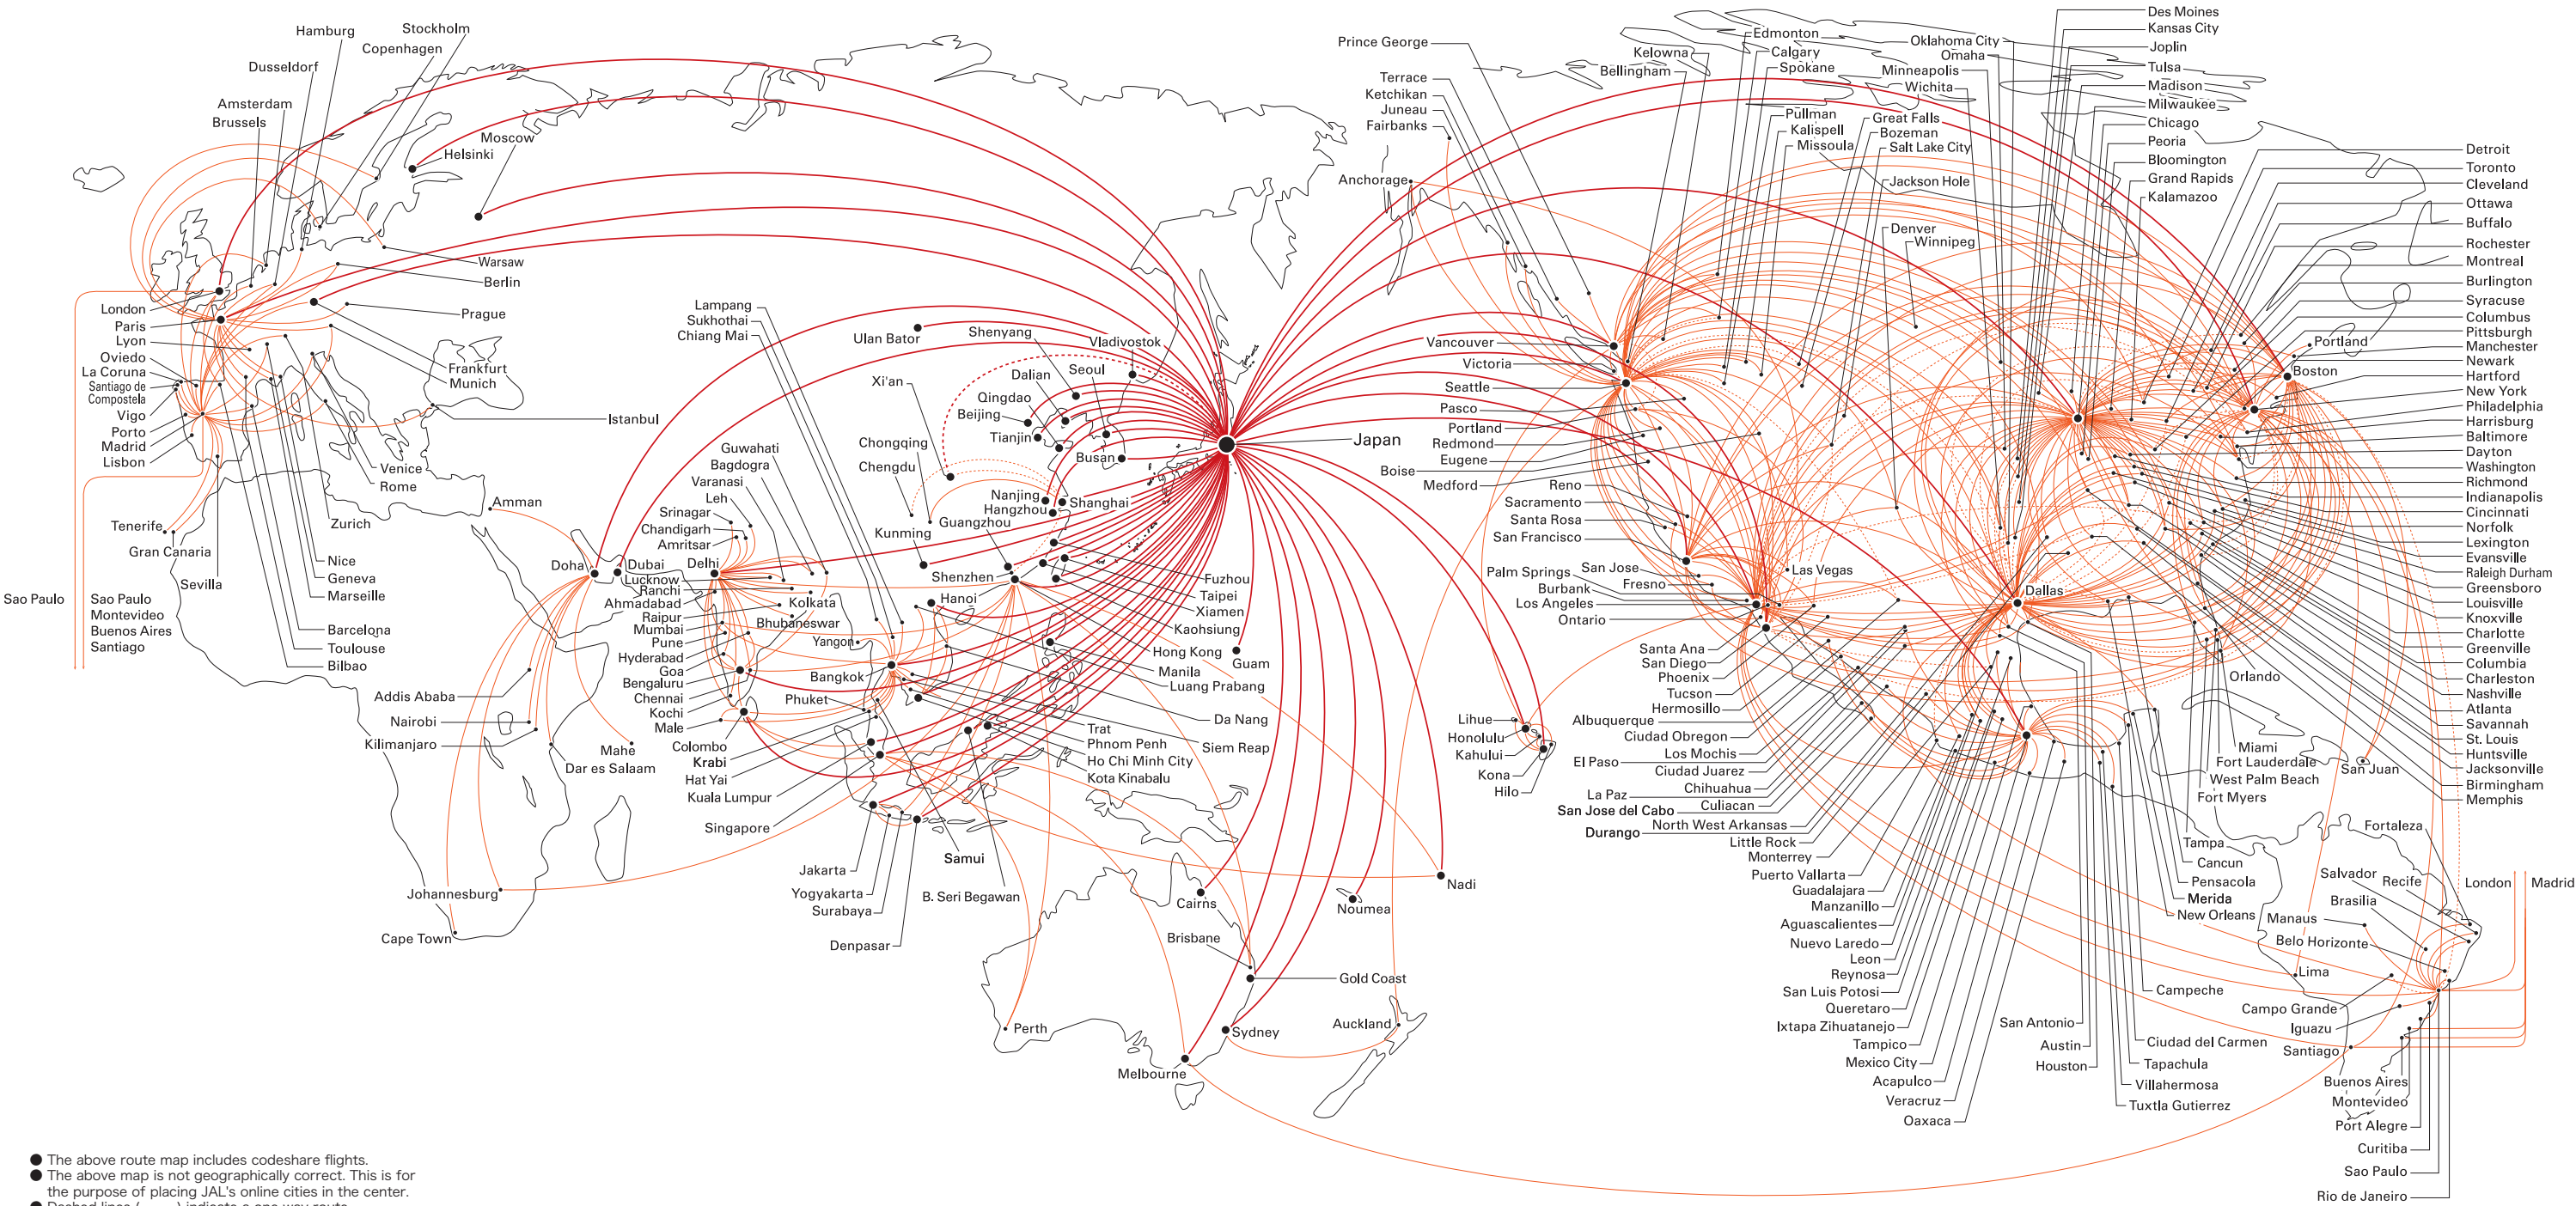 Hamburg
Stockholm
Copenhagen
Dusseldorf
Amsterdam
Brussels
Moscow
Helsinki
Warsaw
Berlin
Prague
London
Paris
Lyon
Oviedo
La Coruna
Santiago de
Compostela
Vigo
Porto
Madrid
Lisbon
Frankfurt
Munich
Istanbul
Venice
Rome
Zurich
Tenerife
Gran Canaria
Sevilla
Nice
Geneva
Marseille
Barcelona
Toulouse
Bilbao
Sao Paulo
Sao Paulo
Montevideo
Buenos Aires
Santiago
Amman
Doha
Dubai
Addis Ababa
Nairobi
Kilimanjaro
Mahe
Dar es Salaam
Johannesburg
Cape Town
Lampang
Sukhothai
Chiang Mai
Ulan Bator
Shenyang
Vladivostok
Dalian
Seoul
Xi'an
Qingdao
Beijing
Tianjin
Busan
Chongqing
Chengdu
Nanjing
Hangzhou
Shanghai
Guangzhou
Kunming
Shenzhen
Hanoi
Guwahati
Bagdogra
Varanasi
Leh
Srinagar
Chandigarh
Amritsar
Delhi
Lucknow
Ranchi
Ahmadabad
Kolkata
Raipur
Bhubaneswar
Mumbai
Pune
Yangon
Hyderabad
Goa
Bengaluru
Chennai
Kochi
Male
Bangkok
Phuket
Colombo
Krabi
Hat Yai
Kuala Lumpur
Singapore
Jakarta
Yogyakarta
Surabaya
Denpasar
Samui
B. Seri Begawan
Fuzhou
Taipei
Xiamen
Kaohsiung
Hong Kong
Guam
Manila
Luang Prabang
Da Nang
Trat
Siem Reap
Phnom Penh
Ho Chi Minh City
Kota Kinabalu
Japan
Cairns
Brisbane
Gold Coast
Perth
Sydney
Melbourne
Auckland
Noumea
Nadi
Prince George
Terrace
Ketchikan
Juneau
Fairbanks
Anchorage
Kelowna
Bellingham
Edmonton
Calgary
Spokane
Pullman
Kalispell
Missoula
Great Falls
Bozeman
Salt Lake City
Jackson Hole
Denver
Winnipeg
Oklahoma City
Omaha
Minneapolis
Wichita
Des Moines
Kansas City
Joplin
Tulsa
Madison
Milwaukee
Chicago
Peoria
Bloomington
Grand Rapids
Kalamazoo
Vancouver
Victoria
Seattle
Pasco
Portland
Redmond
Eugene
Boise
Medford
Reno
Sacramento
Santa Rosa
San Francisco
San Jose
Fresno
Palm Springs
Burbank
Los Angeles
Ontario
Las Vegas
Santa Ana
San Diego
Phoenix
Tucson
Hermosillo
Albuquerque
Ciudad Obregon
Los Mochis
El Paso
Ciudad Juarez
Chihuahua
La Paz
Culiacan
San Jose del Cabo
North West Arkansas
Durango
Little Rock
Monterrey
Puerto Vallarta
Guadalajara
Manzanillo
Aguascalientes
Nuevo Laredo
Leon
Reynosa
San Luis Potosi
Queretaro
Ixtapa Zihuatanejo
Tampico
Mexico City
Acapulco
Veracruz
Oaxaca
Lihue
Honolulu
Kahului
Kona
Hilo
Dallas
San Antonio
Austin
Houston
Campeche
Ciudad del Carmen
Tapachula
Villahermosa
Tuxtla Gutierrez
Orlando
Miami
Fort Lauderdale
West Palm Beach
Fort Myers
Tampa
Cancun
Pensacola
Merida
New Orleans
San Juan
Detroit
Toronto
Cleveland
Ottawa
Buffalo
Rochester
Montreal
Burlington
Syracuse
Columbus
Pittsburgh
Portland
Manchester
Boston
Newark
Hartford
New York
Philadelphia
Harrisburg
Baltimore
Dayton
Washington
Richmond
Indianapolis
Cincinnati
Norfolk
Lexington
Evansville
Raleigh Durham
Greensboro
Louisville
Knoxville
Charlotte
Greenville
Columbia
Charleston
Nashville
Atlanta
Savannah
St. Louis
Huntsville
Jacksonville
Birmingham
Memphis
Fortaleza
Salvador
Recife
Brasilia
Manaus
Belo Horizonte
Lima
Campo Grande
Iguazu
Santiago
Buenos Aires
Montevideo
Port Alegre
Curitiba
Sao Paulo
Rio de Janeiro
London
Madrid
● The above route map includes codeshare flights.
● The above map is not geographically correct. This is for
the purpose of placing JAL's online cities in the center.